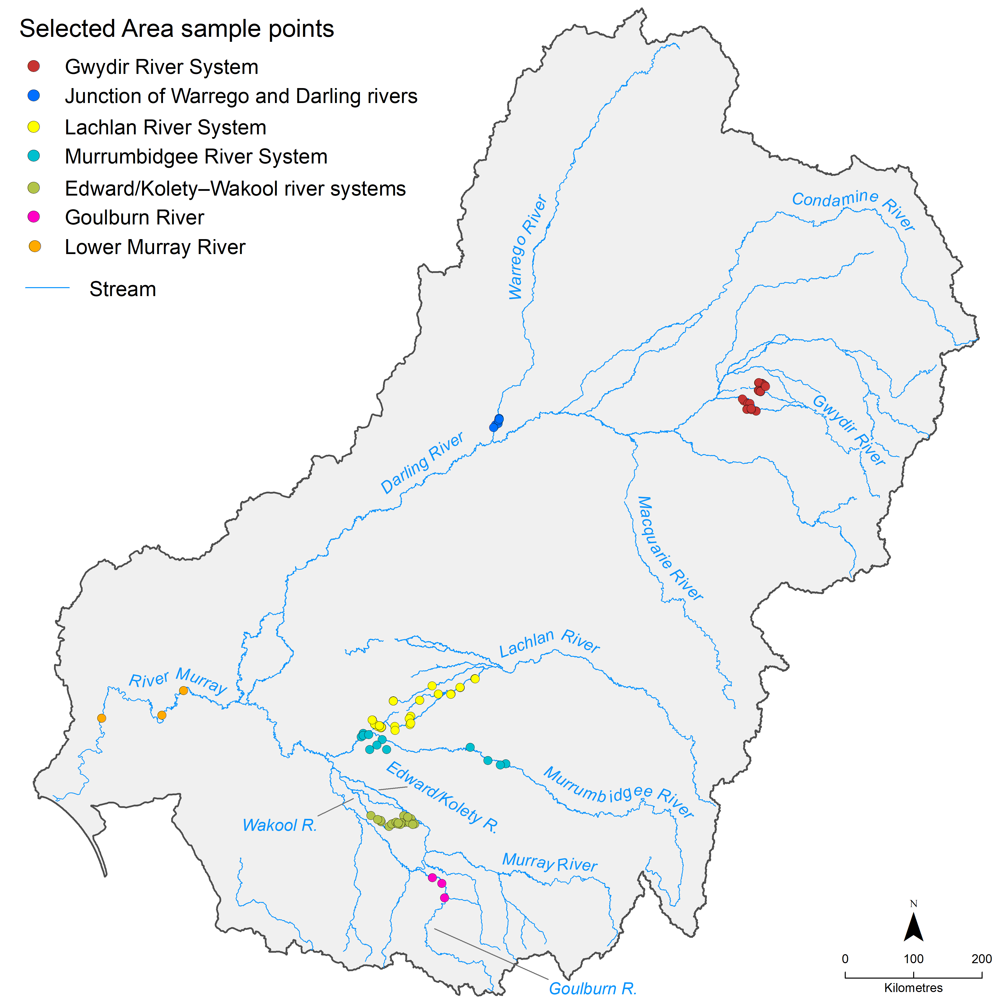 Selected Area sample points
Gwydir River System
Junction of Warrego and Darling rivers
Lachlan River System
Murrumbidgee River System
Edward/Kolety–Wakool river systems
Goulburn River
Lower Murray River
Stream
Warrego River
Condamine River
Gwydir River
Darling River
Macquarie River
Lachlan River
River Murray
Edward/Kolety R.
Murrumbidgee River
Wakool R.
Murray River
Goulburn R.
N
0 100 200
Kilometres